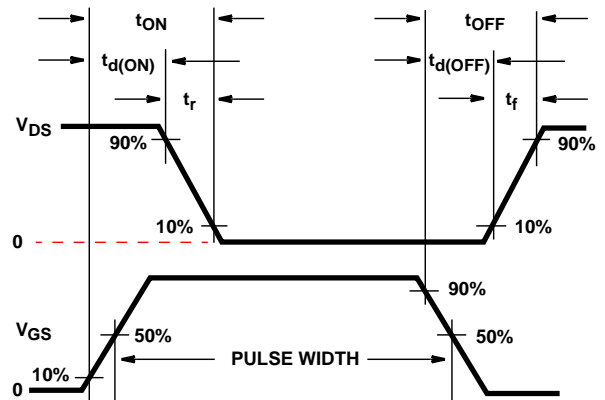 tON tOFF
td(ON) td(OFF)
tr tf
VDS
90% 90%
10% 10%
0
90%
VGS
50% 50%
PULSE WIDTH
10%
0